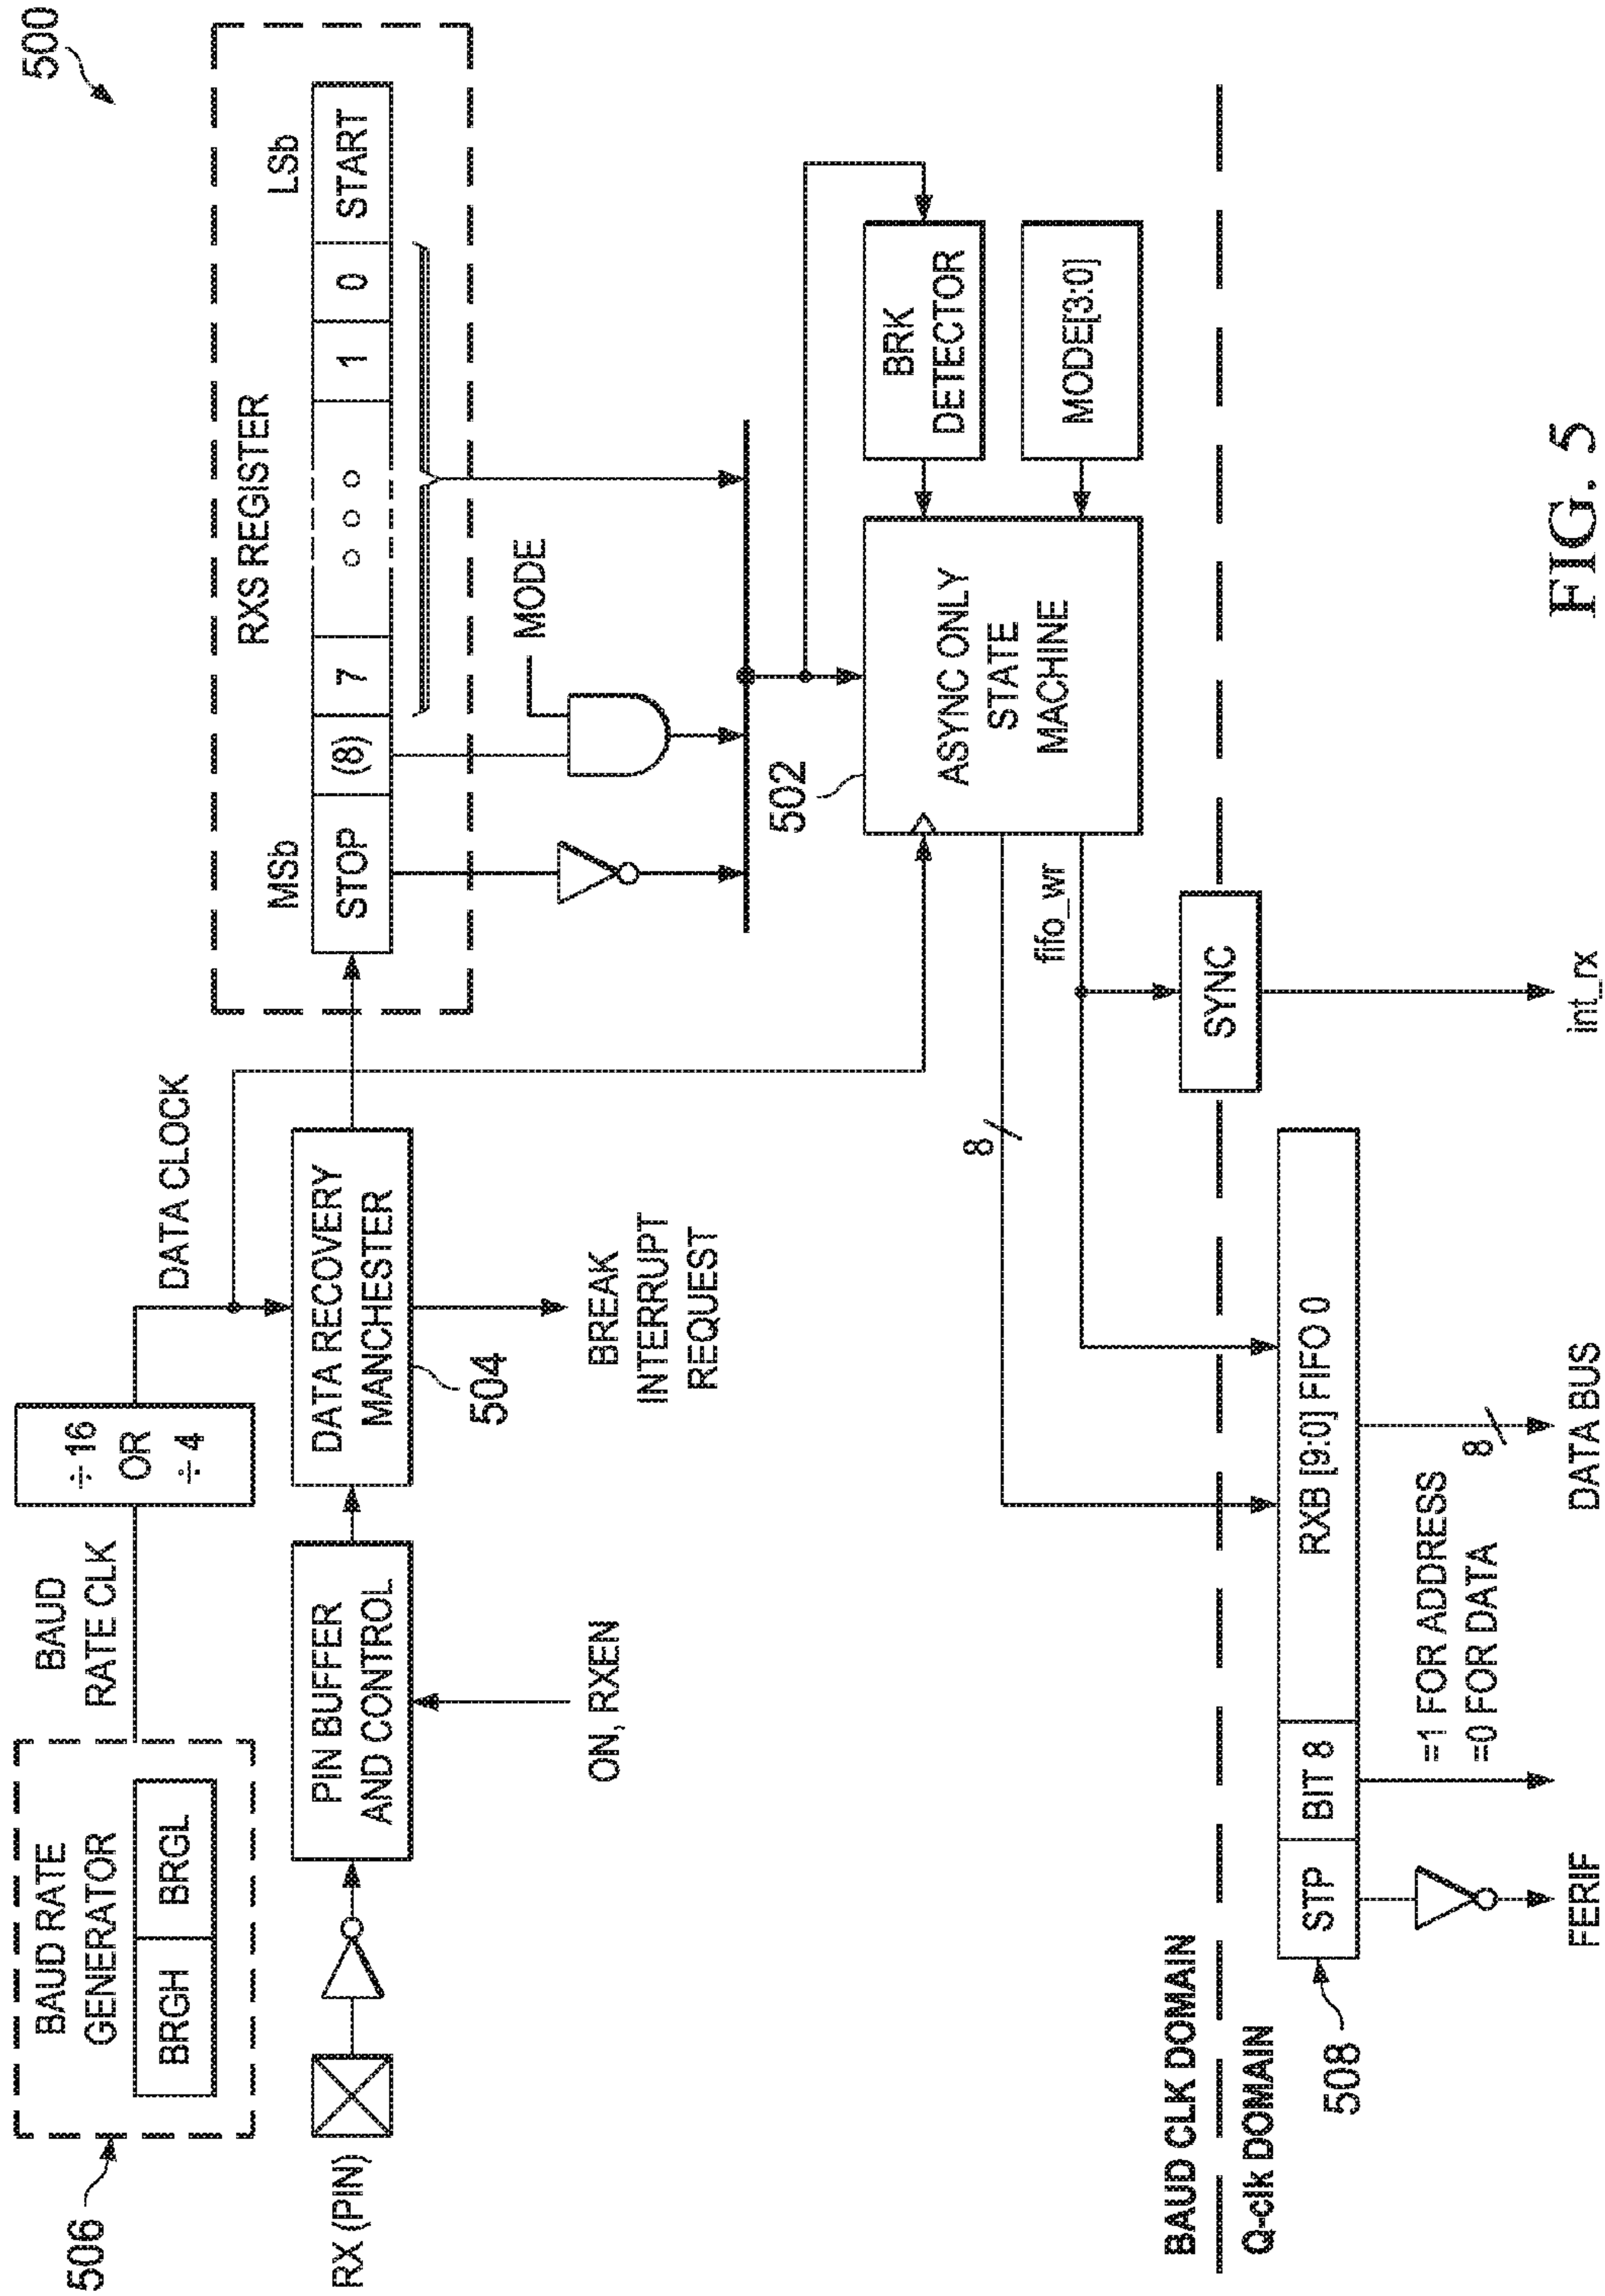 500
506
BAUD RATE
GENERATOR
BRGH
BRGL
BAUD
RATE CLK
÷16
OR
÷4
DATA CLOCK
RX (PIN)
PIN BUFFER
AND CONTROL
ON, RXEN
DATA RECOVERY
MANCHESTER
504
BREAK
INTERRUPT
REQUEST
RXS REGISTER
MSb
LSb
STOP
(8)
7
1
0
START
MODE
502
ASYNC ONLY
STATE
MACHINE
BRK
DETECTOR
MODE[3:0]
8
fifo_wr
SYNC
int_rx
BAUD CLK DOMAIN
Q-clk DOMAIN
508
STP
BIT 8
RXB [9:0] FIFO 0
=1 FOR ADDRESS
=0 FOR DATA
8
FERIF
DATA BUS
FIG. 5